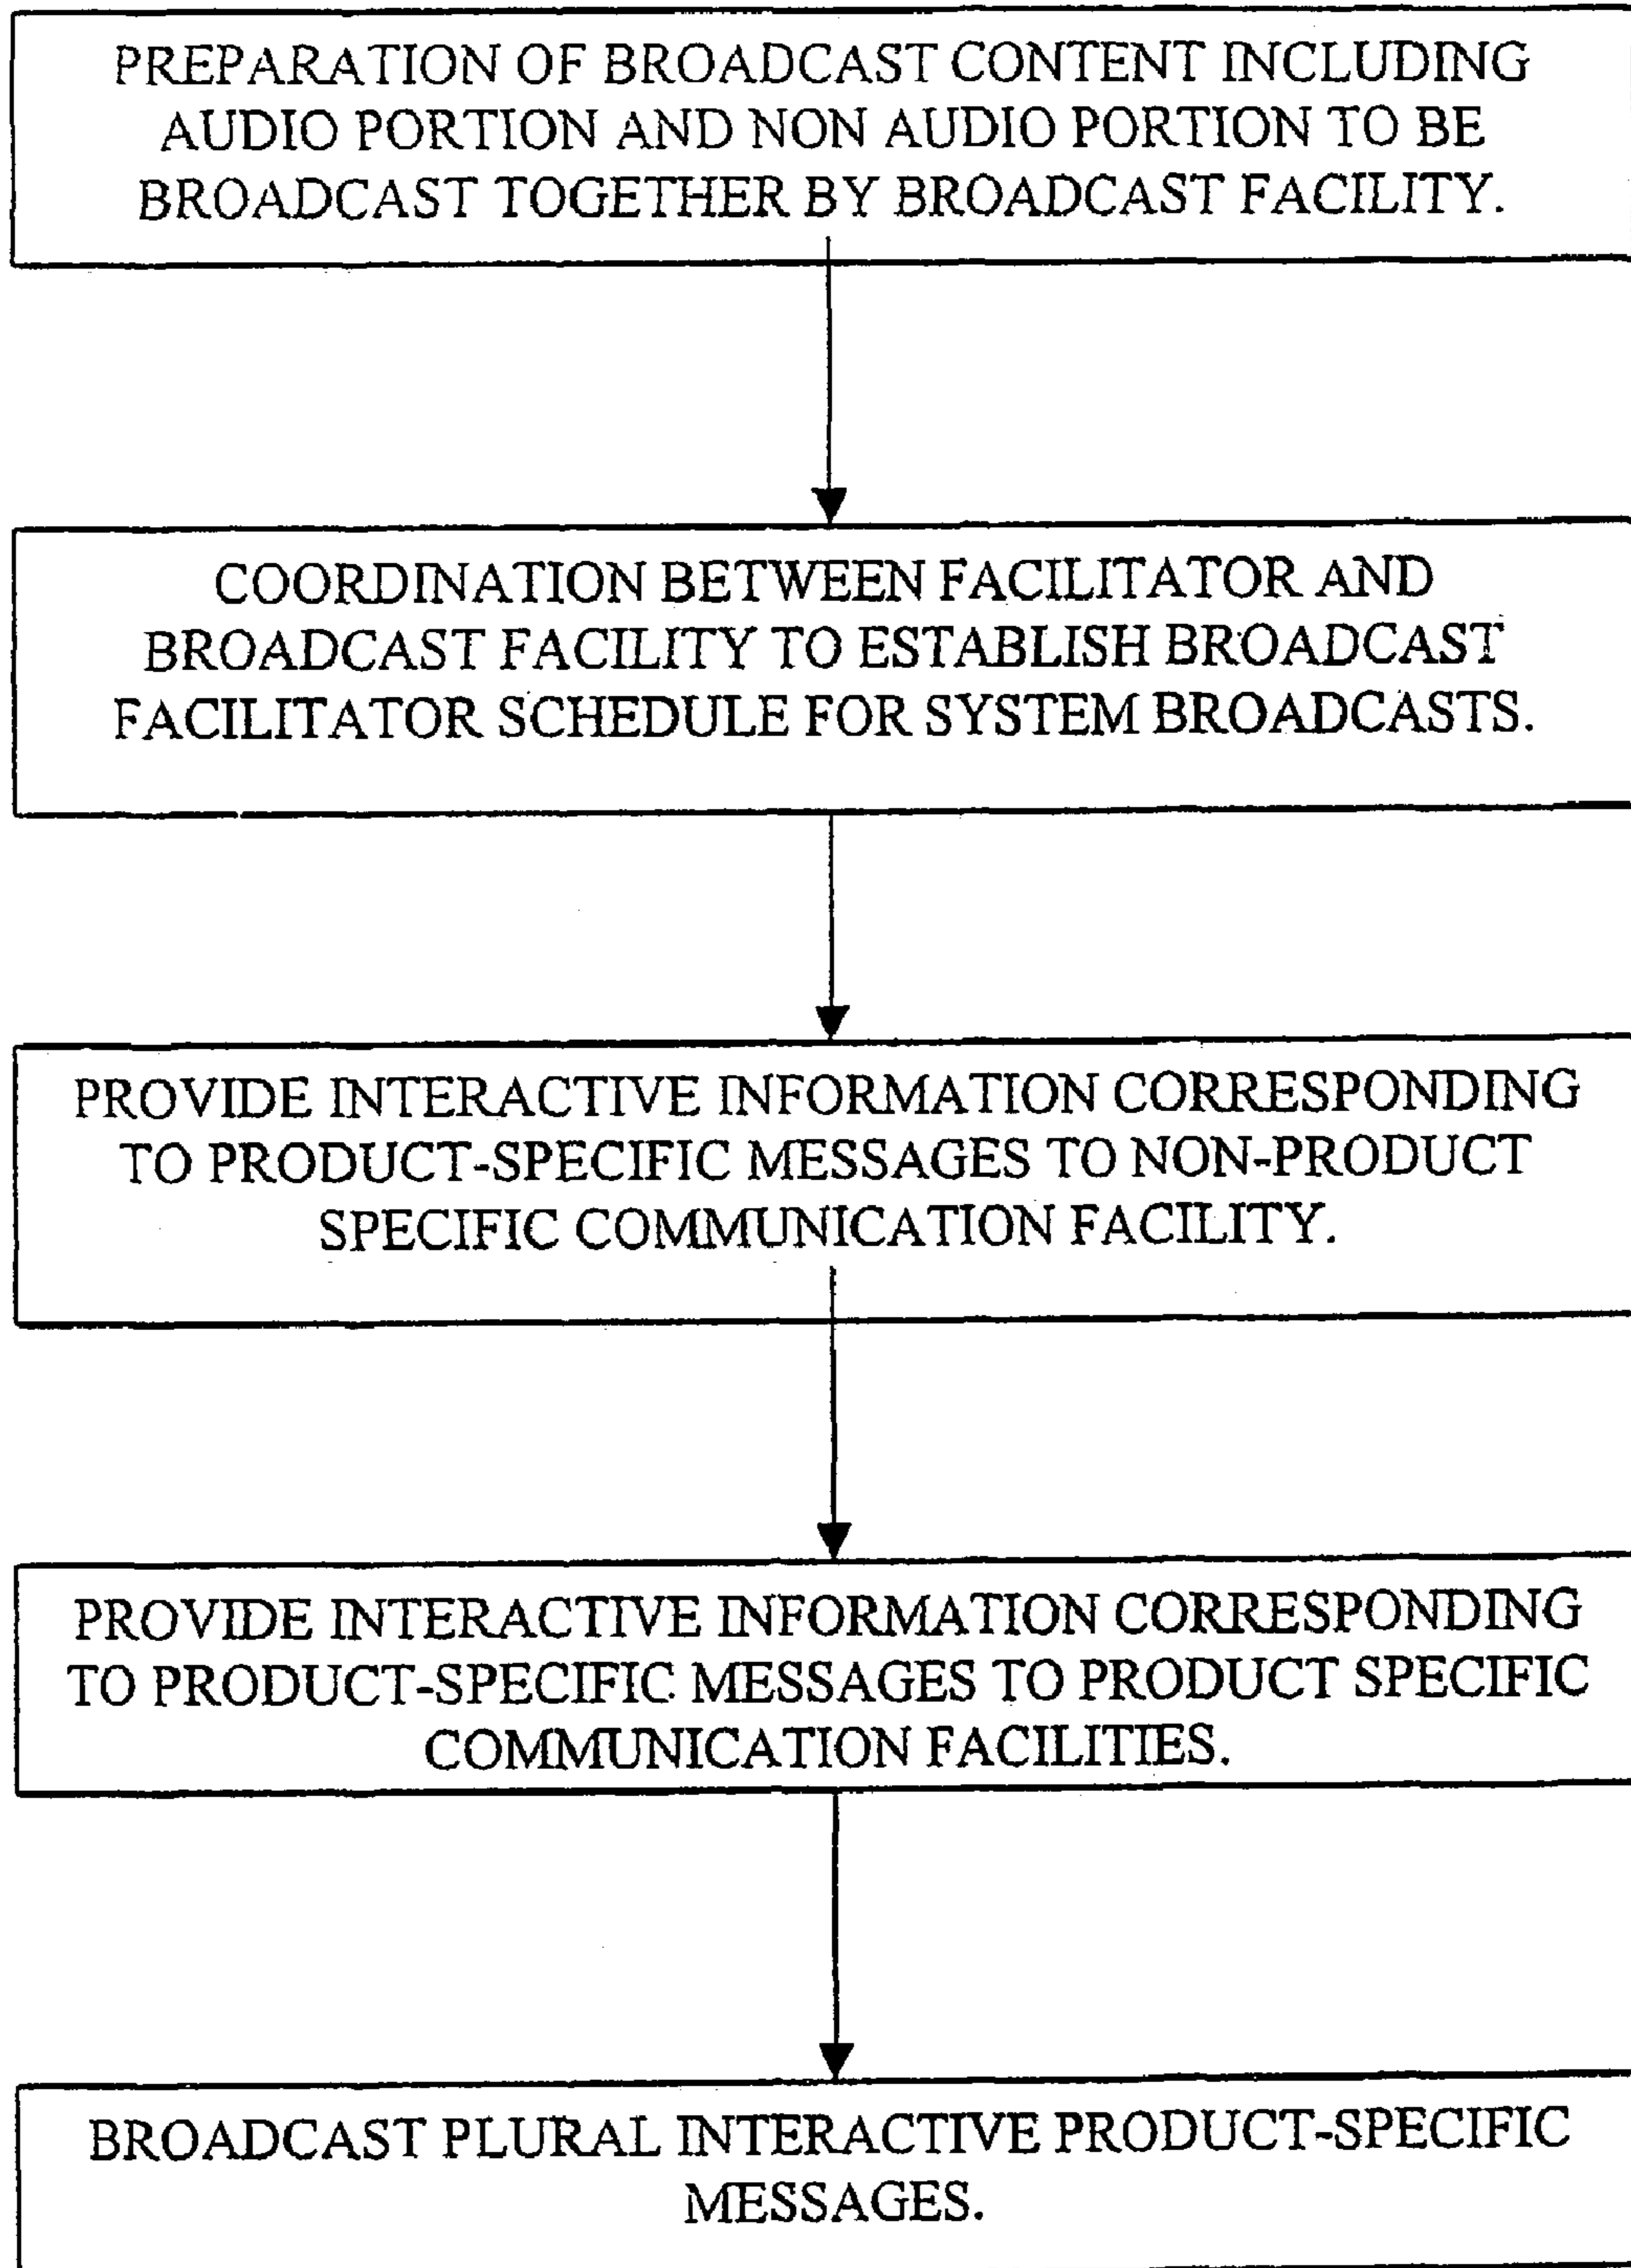 PREPARATION OF BROADCAST CONTENT INCLUDING
AUDIO PORTION AND NON AUDIO PORTION TO BE
BROADCAST TOGETHER BY BROADCAST FACILITY.
COORDINATION BETWEEN FACILITATOR AND
BROADCAST FACILITY TO ESTABLISH BROADCAST
FACILITATOR SCHEDULE FOR SYSTEM BROADCASTS.
PROVIDE INTERACTIVE INFORMATION CORRESPONDING
TO PRODUCT-SPECIFIC MESSAGES TO NON-PRODUCT
SPECIFIC COMMUNICATION FACILITY.
PROVIDE INTERACTIVE INFORMATION CORRESPONDING
TO PRODUCT-SPECIFIC MESSAGES TO PRODUCT SPECIFIC
COMMUNICATION FACILITIES.
BROADCAST PLURAL INTERACTIVE PRODUCT-SPECIFIC
MESSAGES.